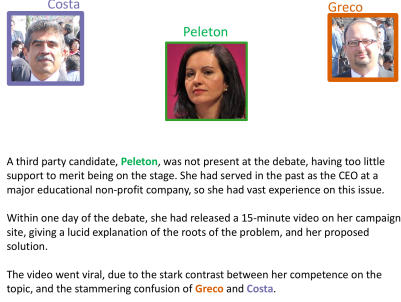 Costa
Greco
Peleton
A third party candidate, Peleton, was not present at the debate, having too little
support to merit being on the stage. She had served in the past as the CEO at a
major educational non-profit company, so she had vast experience on this issue.
Within one day of the debate, she had released a 15-minute video on her campaign
site, giving a lucid explanation of the roots of the problem, and her proposed
solution.
The video went viral, due to the stark contrast between her competence on the
topic, and the stammering confusion of Greco and Costa.